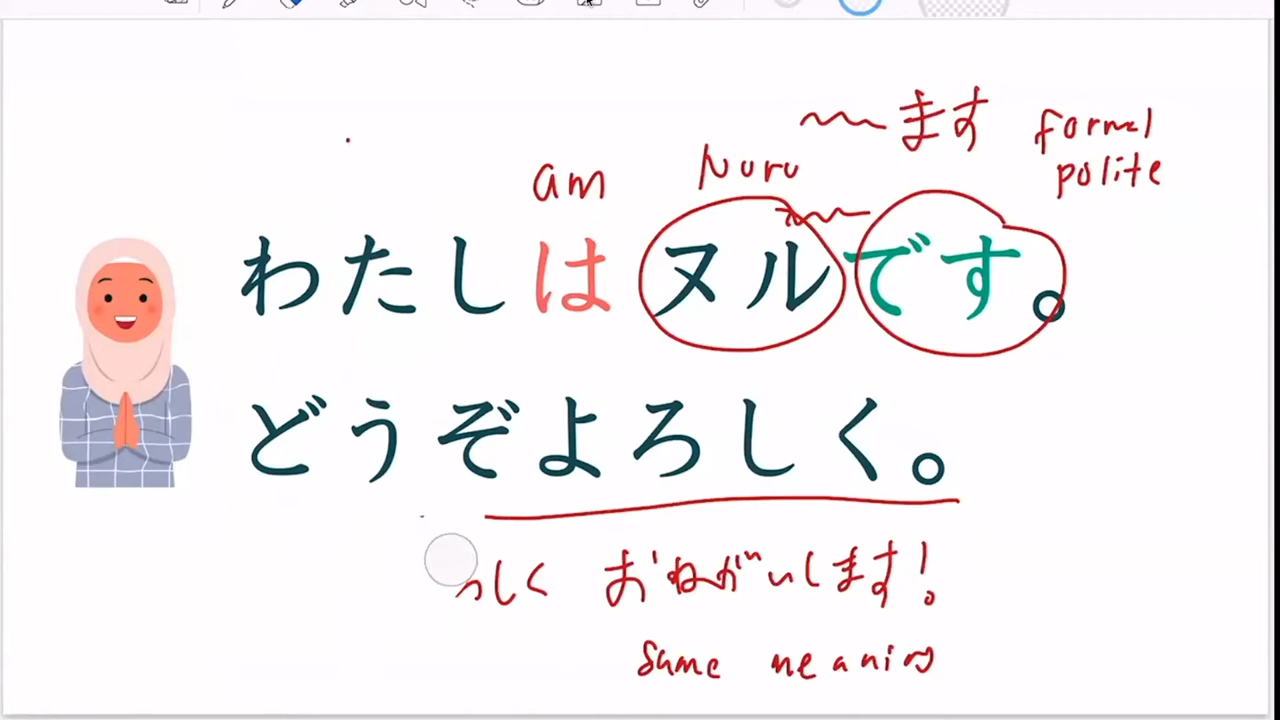 〜ます formal
polite
am Nuru
〜
わたしは ヌルです。
どうぞよろしく。
しく おねがいします!
same meaning